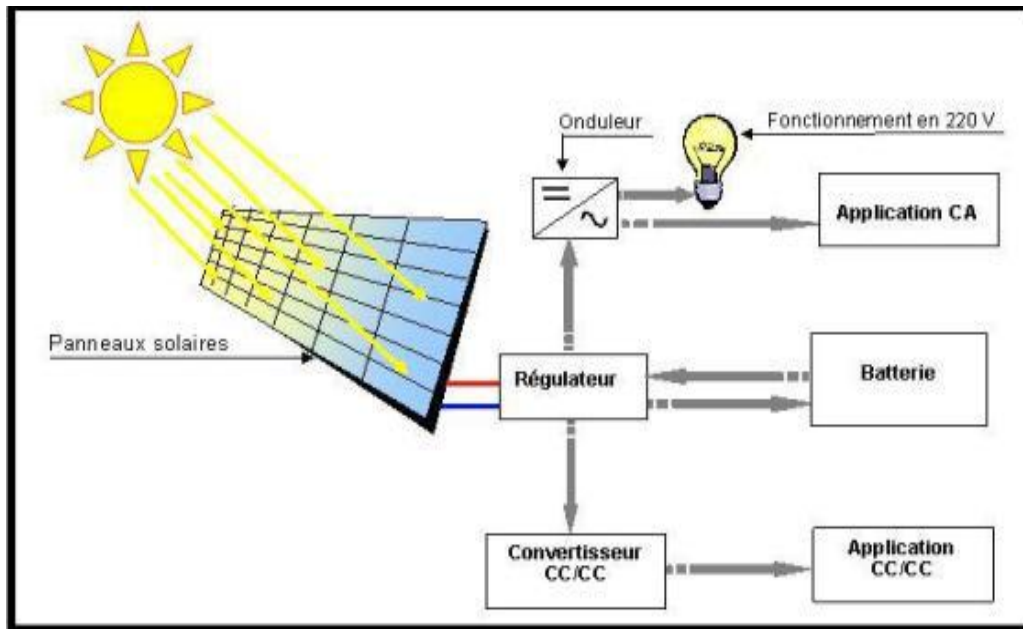 Onduleur
Fonctionnement en 220 V
Application CA
Panneaux solaires
Régulateur
Batterie
Convertisseur
CC/CC
Application
CC/CC